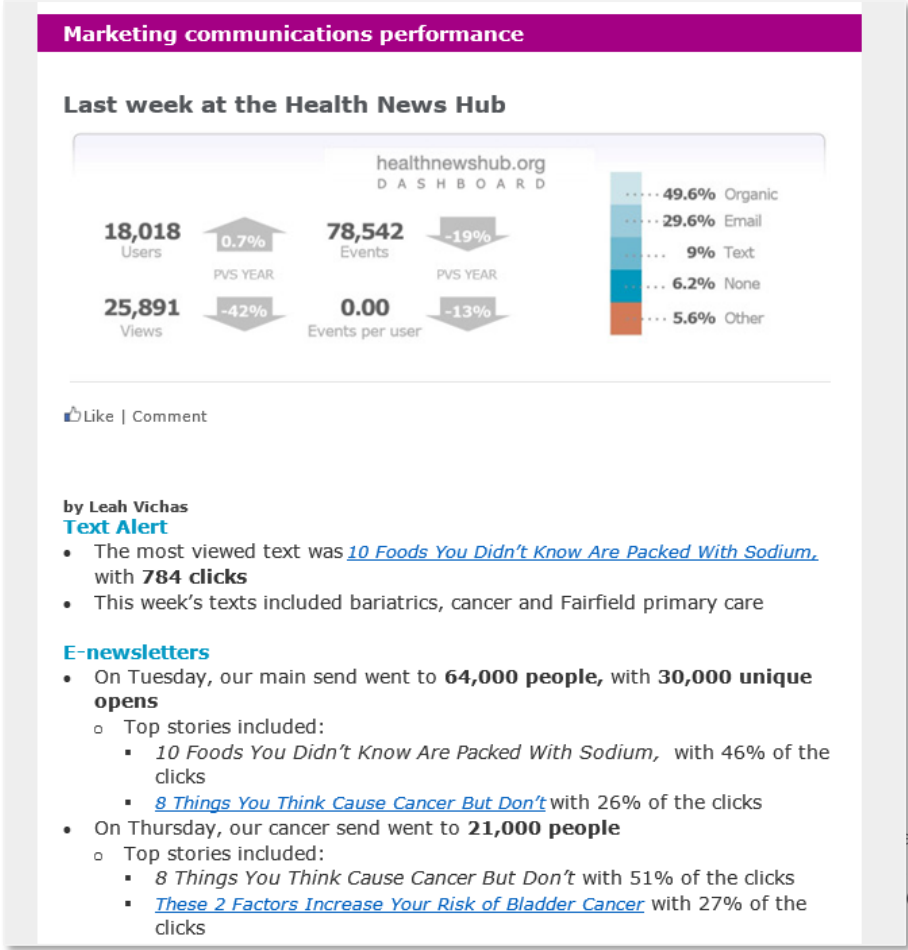 Marketing communications performance
Last week at the Health News Hub
healthnewshub.org
DASHBOARD
18,018
Users
0.7%
78,542
Events
-19%
PVS YEAR
PVS YEAR
25,891
Views
-42%
0.00
Events per user
-13%
49.6% Organic
29.6% Email
9% Text
6.2% None
5.6% Other
Like | Comment
by Leah Vichas
Text Alert
• The most viewed text was 10 Foods You Didn’t Know Are Packed With Sodium,
with 784 clicks
• This week’s texts included bariatrics, cancer and Fairfield primary care
E-newsletters
• On Tuesday, our main send went to 64,000 people, with 30,000 unique
opens
o Top stories included:
▪ 10 Foods You Didn’t Know Are Packed With Sodium, with 46% of the
clicks
▪ 8 Things You Think Cause Cancer But Don’t with 26% of the clicks
• On Thursday, our cancer send went to 21,000 people
o Top stories included:
▪ 8 Things You Think Cause Cancer But Don’t with 51% of the clicks
▪ These 2 Factors Increase Your Risk of Bladder Cancer with 27% of the
clicks